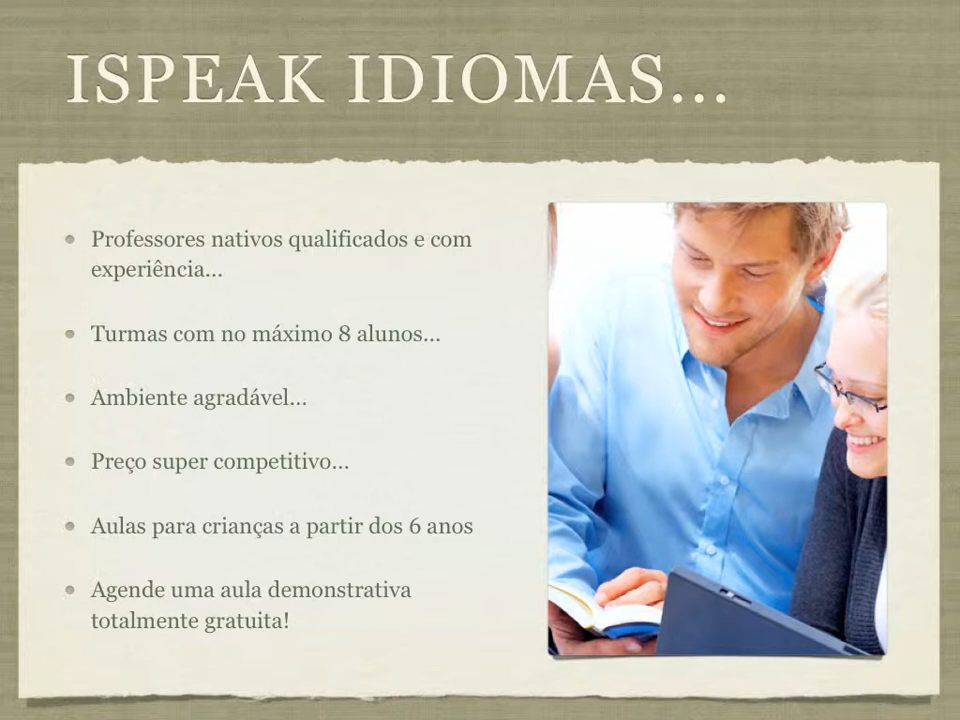 ISPEAK IDIOMAS...
Professores nativos qualificados e com
experiência...
Turmas com no máximo 8 alunos...
Ambiente agradável...
Preço super competitivo...
Aulas para crianças a partir dos 6 anos
Agende uma aula demonstrativa
totalmente gratuita!